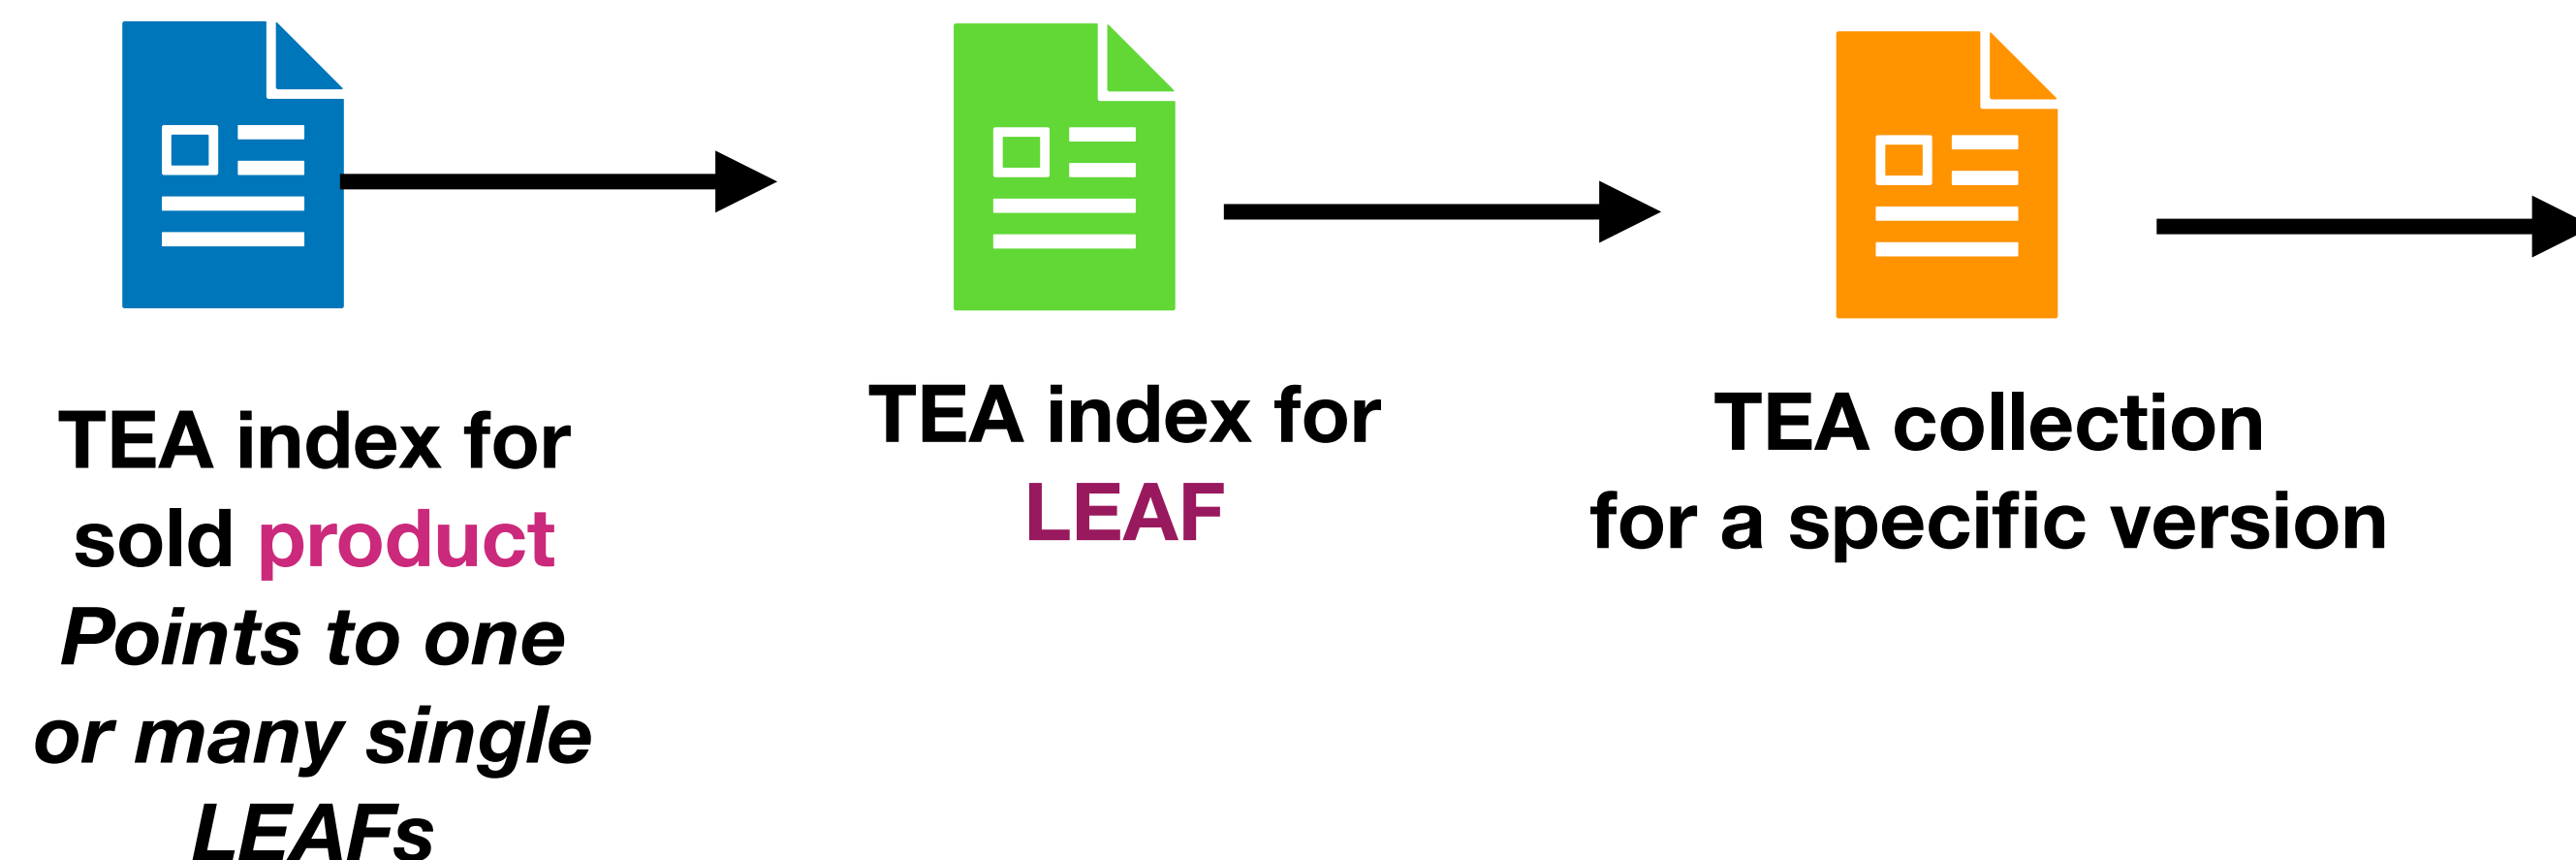 TEA index for
sold product
Points to one
or many single
LEAFs
TEA index for
LEAF
TEA collection
for a specific version